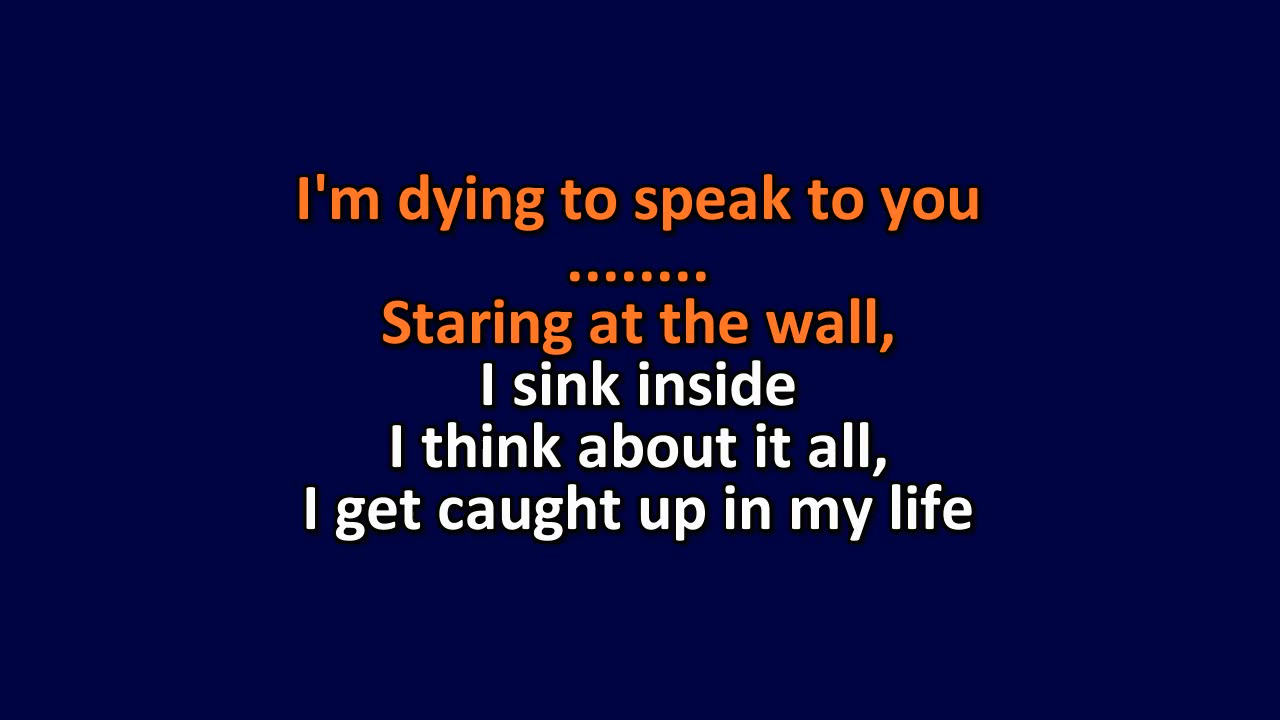 I'm dying to speak to you
........
Staring at the wall,
I sink inside
I think about it all,
I get caught up in my life